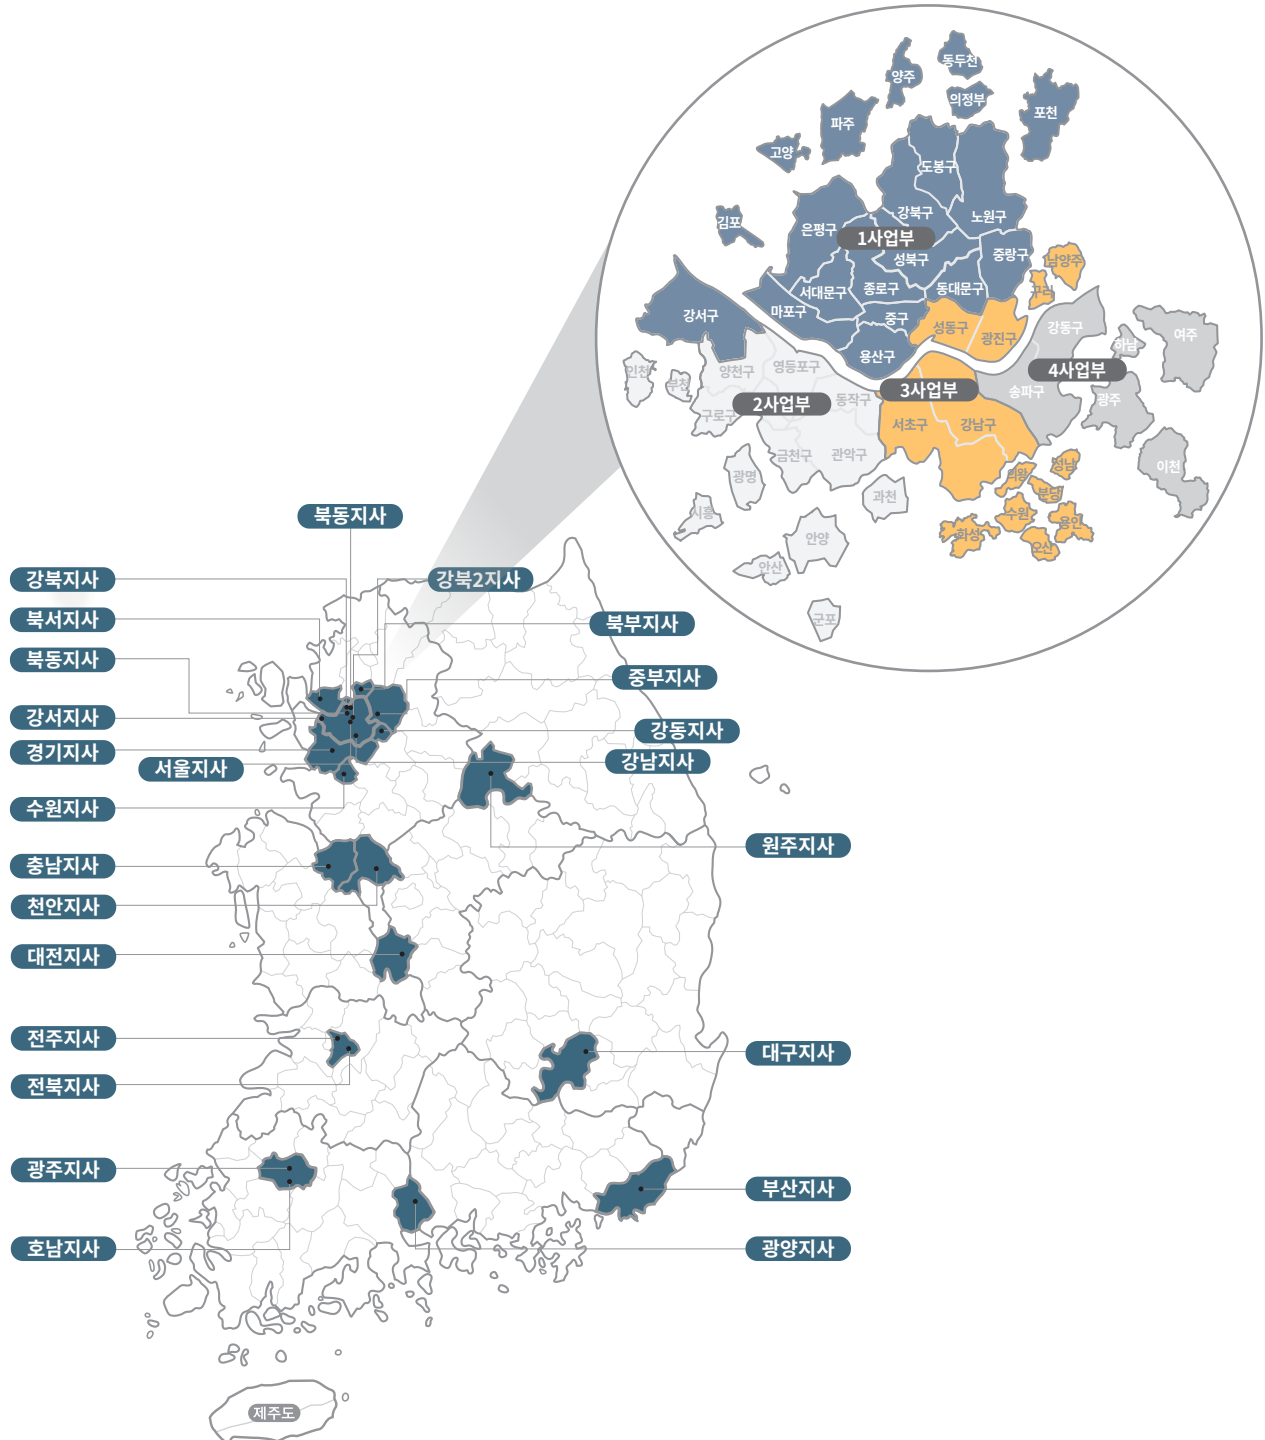 양주
동두천
의정부
포천
파주
고양
김포
도봉구
강북구
노원구
은평구
1사업부
성북구
중랑구
남양주
구리
서대문구
종로구
동대문구
마포구
중구
강서구
용산구
성동구
광진구
강동구
하남
여주
인천
부천
양천구
영등포구
구로구
2사업부
동작구
3사업부
4사업부
송파구
광주
서초구
강남구
금천구
관악구
광명
시흥
과천
안양
안산
군포
의왕
성남
분당
수원
용인
화성
오산
이천
북동지사
강북지사
강북2지사
북서지사
북부지사
북동지사
중부지사
강서지사
강동지사
경기지사
서울지사
강남지사
수원지사
원주지사
충남지사
천안지사
대전지사
전주지사
대구지사
전북지사
광주지사
부산지사
호남지사
광양지사
제주도